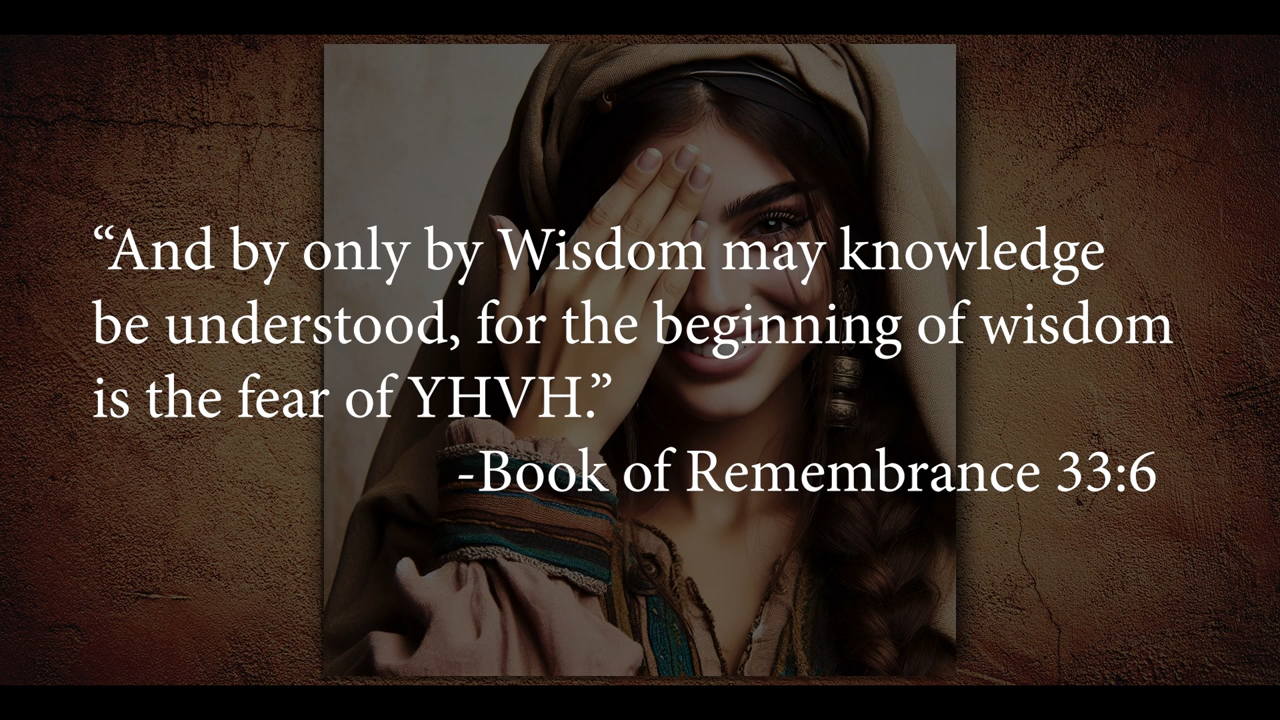 “And by only by Wisdom may knowledge
be understood, for the beginning of wisdom
is the fear of YHVH.”
-Book of Remembrance 33:6